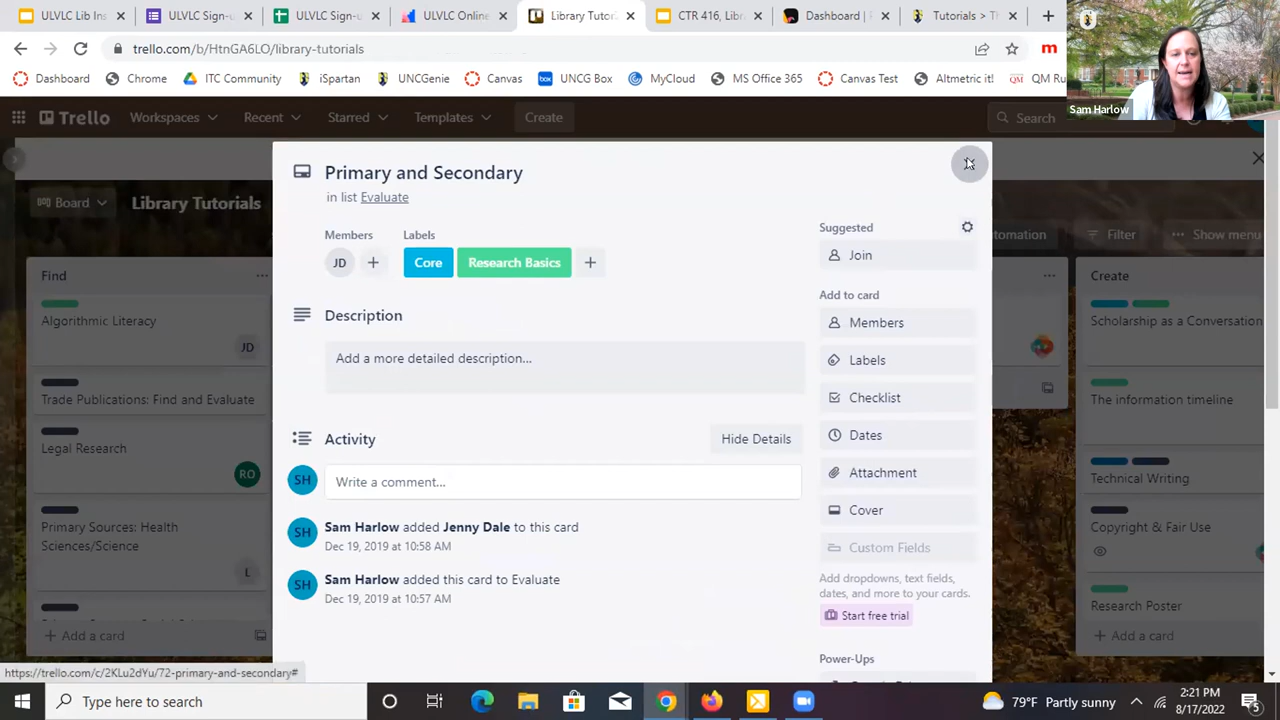 ULVLC Lib Ins
ULVLC Sign-u
ULVLC Sign-u
ULVLC Online
Library Tutor
CTR 416, Libra
Dashboard | R
Tutorials > Th
trello.com/b/HtnGA6LO/library-tutorials
m
Dashboard
Chrome
ITC Community
iSpartan
UNCGenie
Canvas
box
UNCG Box
MyCloud
MS Office 365
Canvas Test
Altmetric it!
QM
QM Ru
Sam Harlow
Trello
Workspaces
Recent
Starred
Templates
Create
Search
Board
Library Tutorials
Filter
Show menu
Primary and Secondary
in list Evaluate
Members
Labels
JD
Core
Research Basics
Description
Add a more detailed description...
Activity
Hide Details
SH
Write a comment...
SH
Sam Harlow added Jenny Dale to this card
Dec 19, 2019 at 10:58 AM
SH
Sam Harlow added this card to Evaluate
Dec 19, 2019 at 10:57 AM
Suggested
Join
Add to card
Members
Labels
Checklist
Dates
Attachment
Cover
Custom Fields
Add dropdowns, text fields,
dates, and more to your cards.
Start free trial
Power-Ups
Find
Algorithmic Literacy
JD
Trade Publications: Find and Evaluate
Legal Research
RO
Primary Sources: Health
Sciences/Science
L
+ Add a card
Create
Scholarship as a Conversation
The information timeline
Technical Writing
Copyright & Fair Use
Research Poster
+ Add a card
https://trello.com/c/2KLu2dYu/72-primary-and-secondary#
Type here to search
79°F Partly sunny
2:21 PM
8/17/2022
5